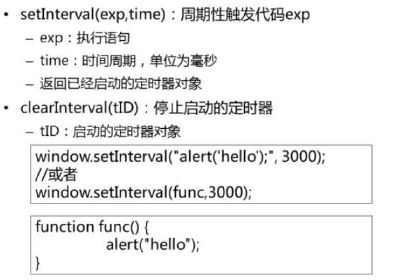 • setInterval(exp,time)：周期性触发代码exp
– exp：执行语句
– time：时间周期，单位为毫秒
– 返回已经启动的定时器对象
• clearInterval(tID)：停止启动的定时器
– tID：启动的定时器对象
window.setInterval("alert('hello');", 3000);
//或者
window.setInterval(func,3000);
function func() {
alert("hello");
}